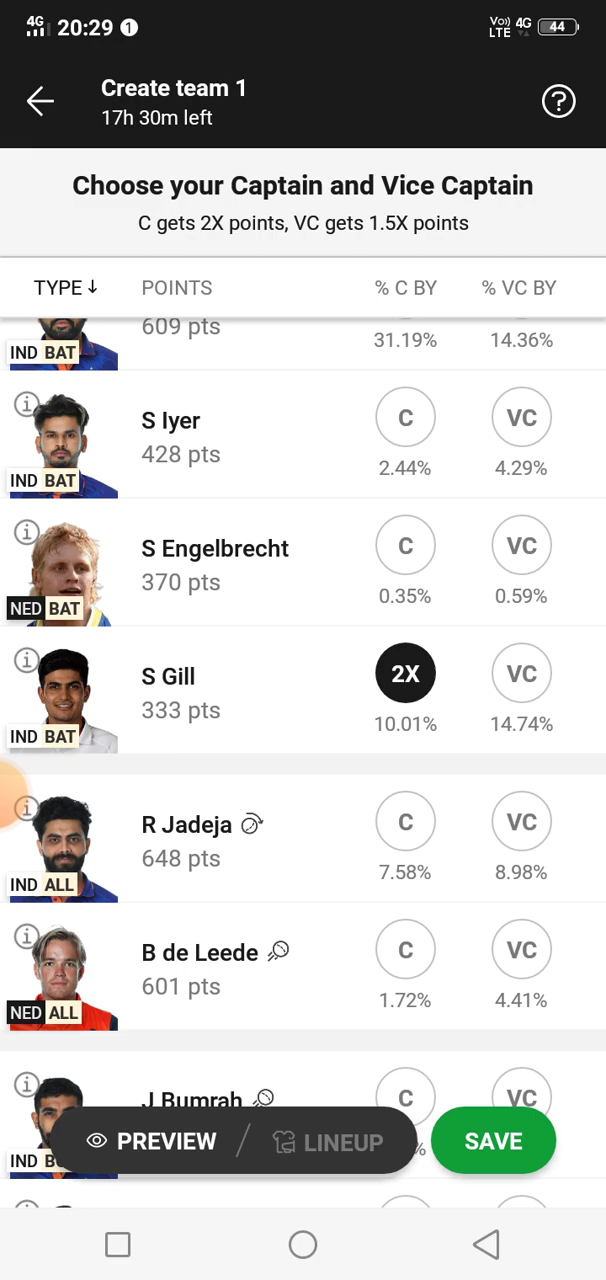 4G 20:29 1 Vo)) LTE 4G 44
Create team 1
17h 30m left
?
Choose your Captain and Vice Captain
C gets 2X points, VC gets 1.5X points
TYPE↓ POINTS % C BY % VC BY
609 pts
31.19% 14.36%
IND BAT
S Iyer C VC
428 pts
2.44% 4.29%
IND BAT
S Engelbrecht C VC
370 pts
0.35% 0.59%
NED BAT
S Gill 2X VC
333 pts
10.01% 14.74%
IND BAT
R Jadeja C VC
648 pts
7.58% 8.98%
IND ALL
B de Leede C VC
601 pts
1.72% 4.41%
NED ALL
J Bumrah C VC
PREVIEW / LINEUP % SAVE
IND